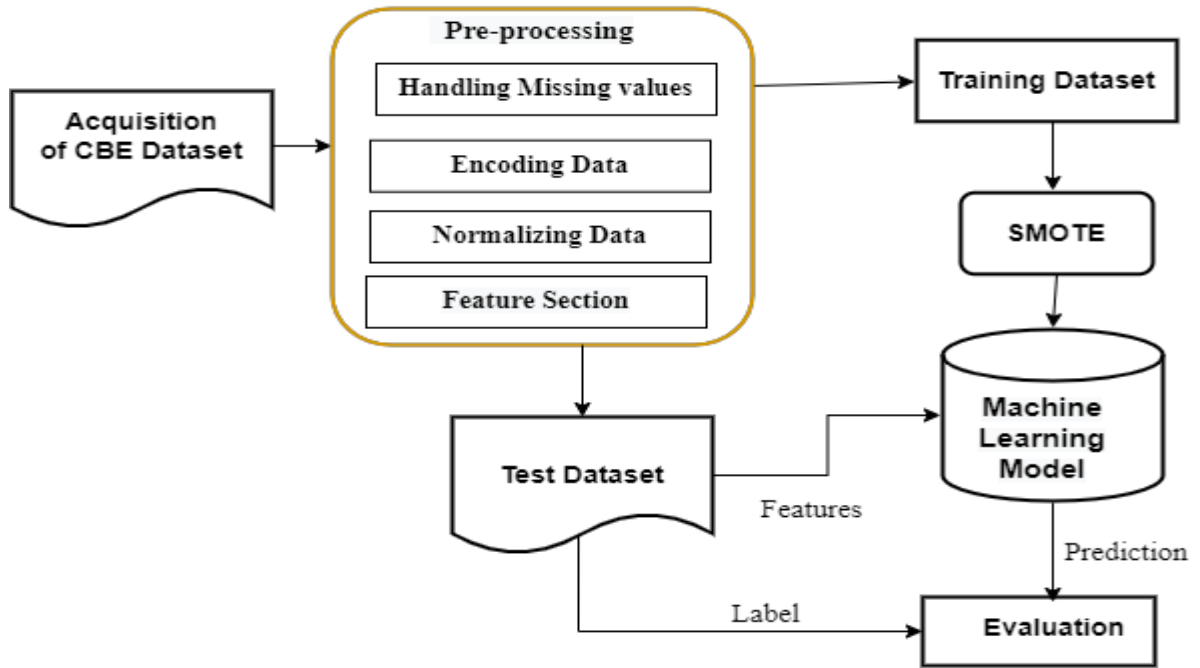 Pre-processing
Handling Missing values
Encoding Data
Normalizing Data
Feature Section
Acquisition
of CBE Dataset
Training Dataset
SMOTE
Machine
Learning
Model
Test Dataset
Features
Prediction
Label
Evaluation